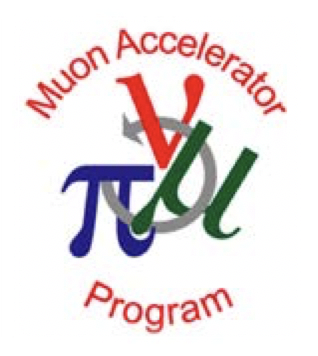 Muon Accelerator
ν
π μ
Program